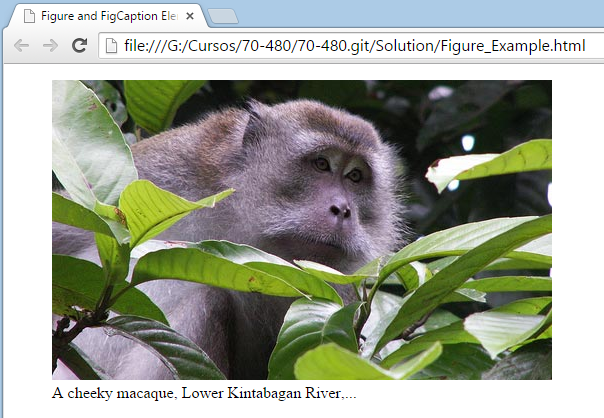 Figure and FigCaption Ele
file:///G:/Cursos/70-480/70-480.git/Solution/Figure_Example.html
A cheeky macaque, Lower Kintabagan River,...